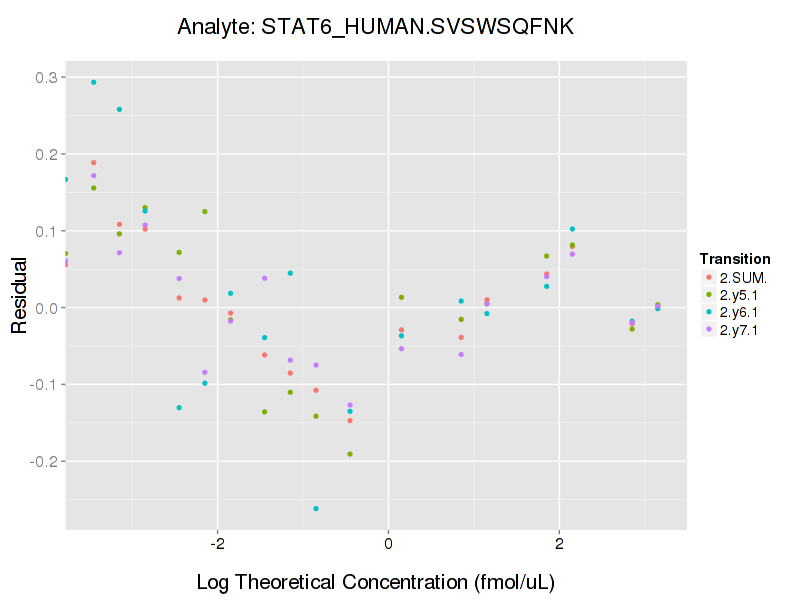 Analyte: STAT6_HUMAN.SVSWSQFNK
0.3
0.2
0.1
0.0
-0.1
-0.2
Residual
-2 0 2
Log Theoretical Concentration (fmol/uL)
Transition
2.SUM.
2.y5.1
2.y6.1
2.y7.1